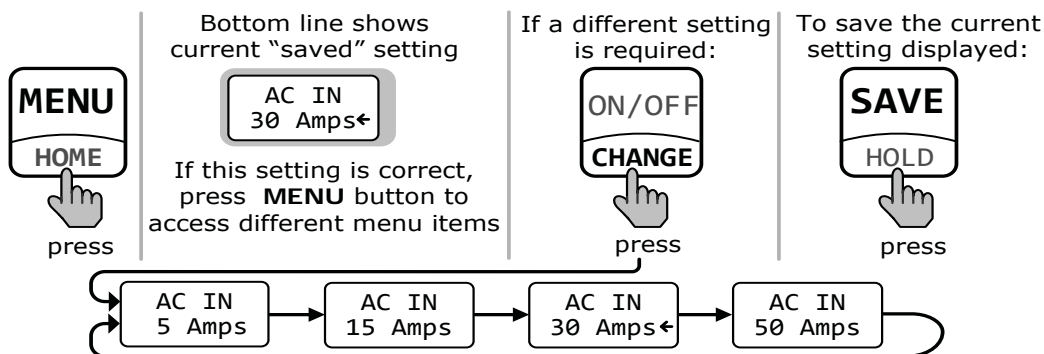 MENU
HOME
press
Bottom line shows
current “saved” setting
AC IN
30 Amps←
If this setting is correct,
press MENU button to
access different menu items
If a different setting
is required:
ON/OFF
CHANGE
press
To save the current
setting displayed:
SAVE
HOLD
press
AC IN
5 Amps
AC IN
15 Amps
AC IN
30 Amps←
AC IN
50 Amps